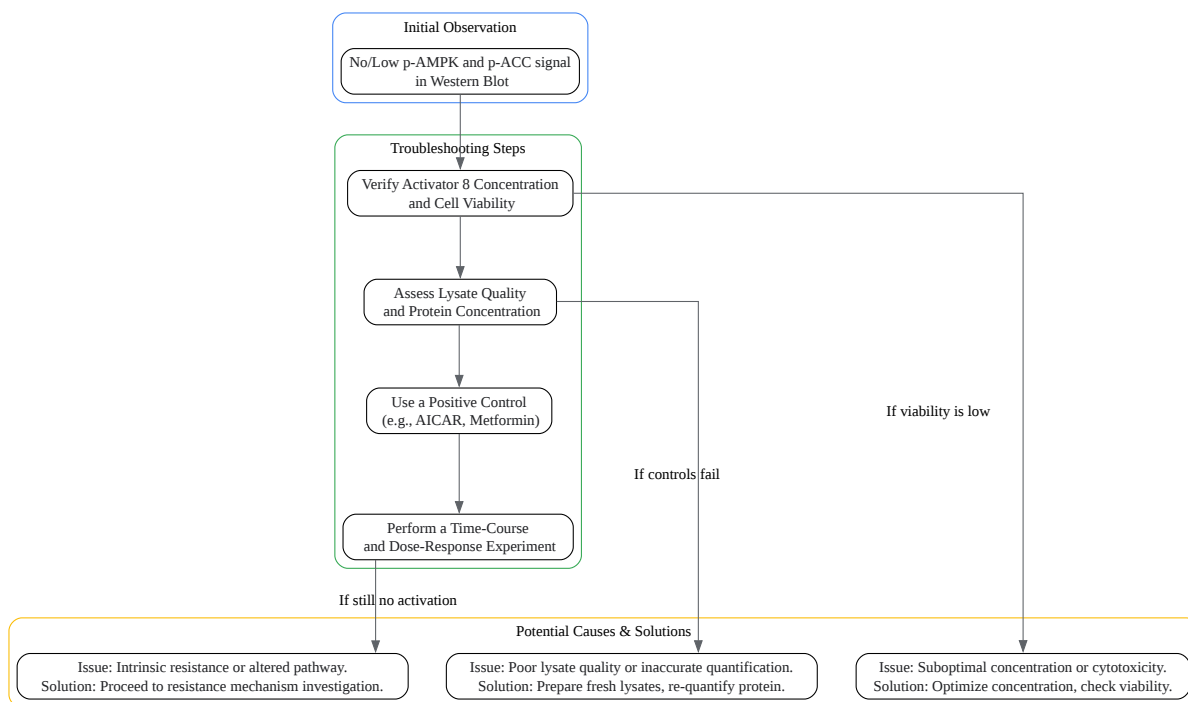 Initial Observation
No/Low p-AMPK and p-ACC signal
in Western Blot
Troubleshooting Steps
Verify Activator 8 Concentration
and Cell Viability
Assess Lysate Quality
and Protein Concentration
Use a Positive Control
(e.g., AICAR, Metformin)
If viability is low
If controls fail
Perform a Time-Course
and Dose-Response Experiment
If still no activation
Potential Causes & Solutions
Issue: Intrinsic resistance or altered pathway.
Solution: Proceed to resistance mechanism investigation.
Issue: Poor lysate quality or inaccurate quantification.
Solution: Prepare fresh lysates, re-quantify protein.
Issue: Suboptimal concentration or cytotoxicity.
Solution: Optimize concentration, check viability.